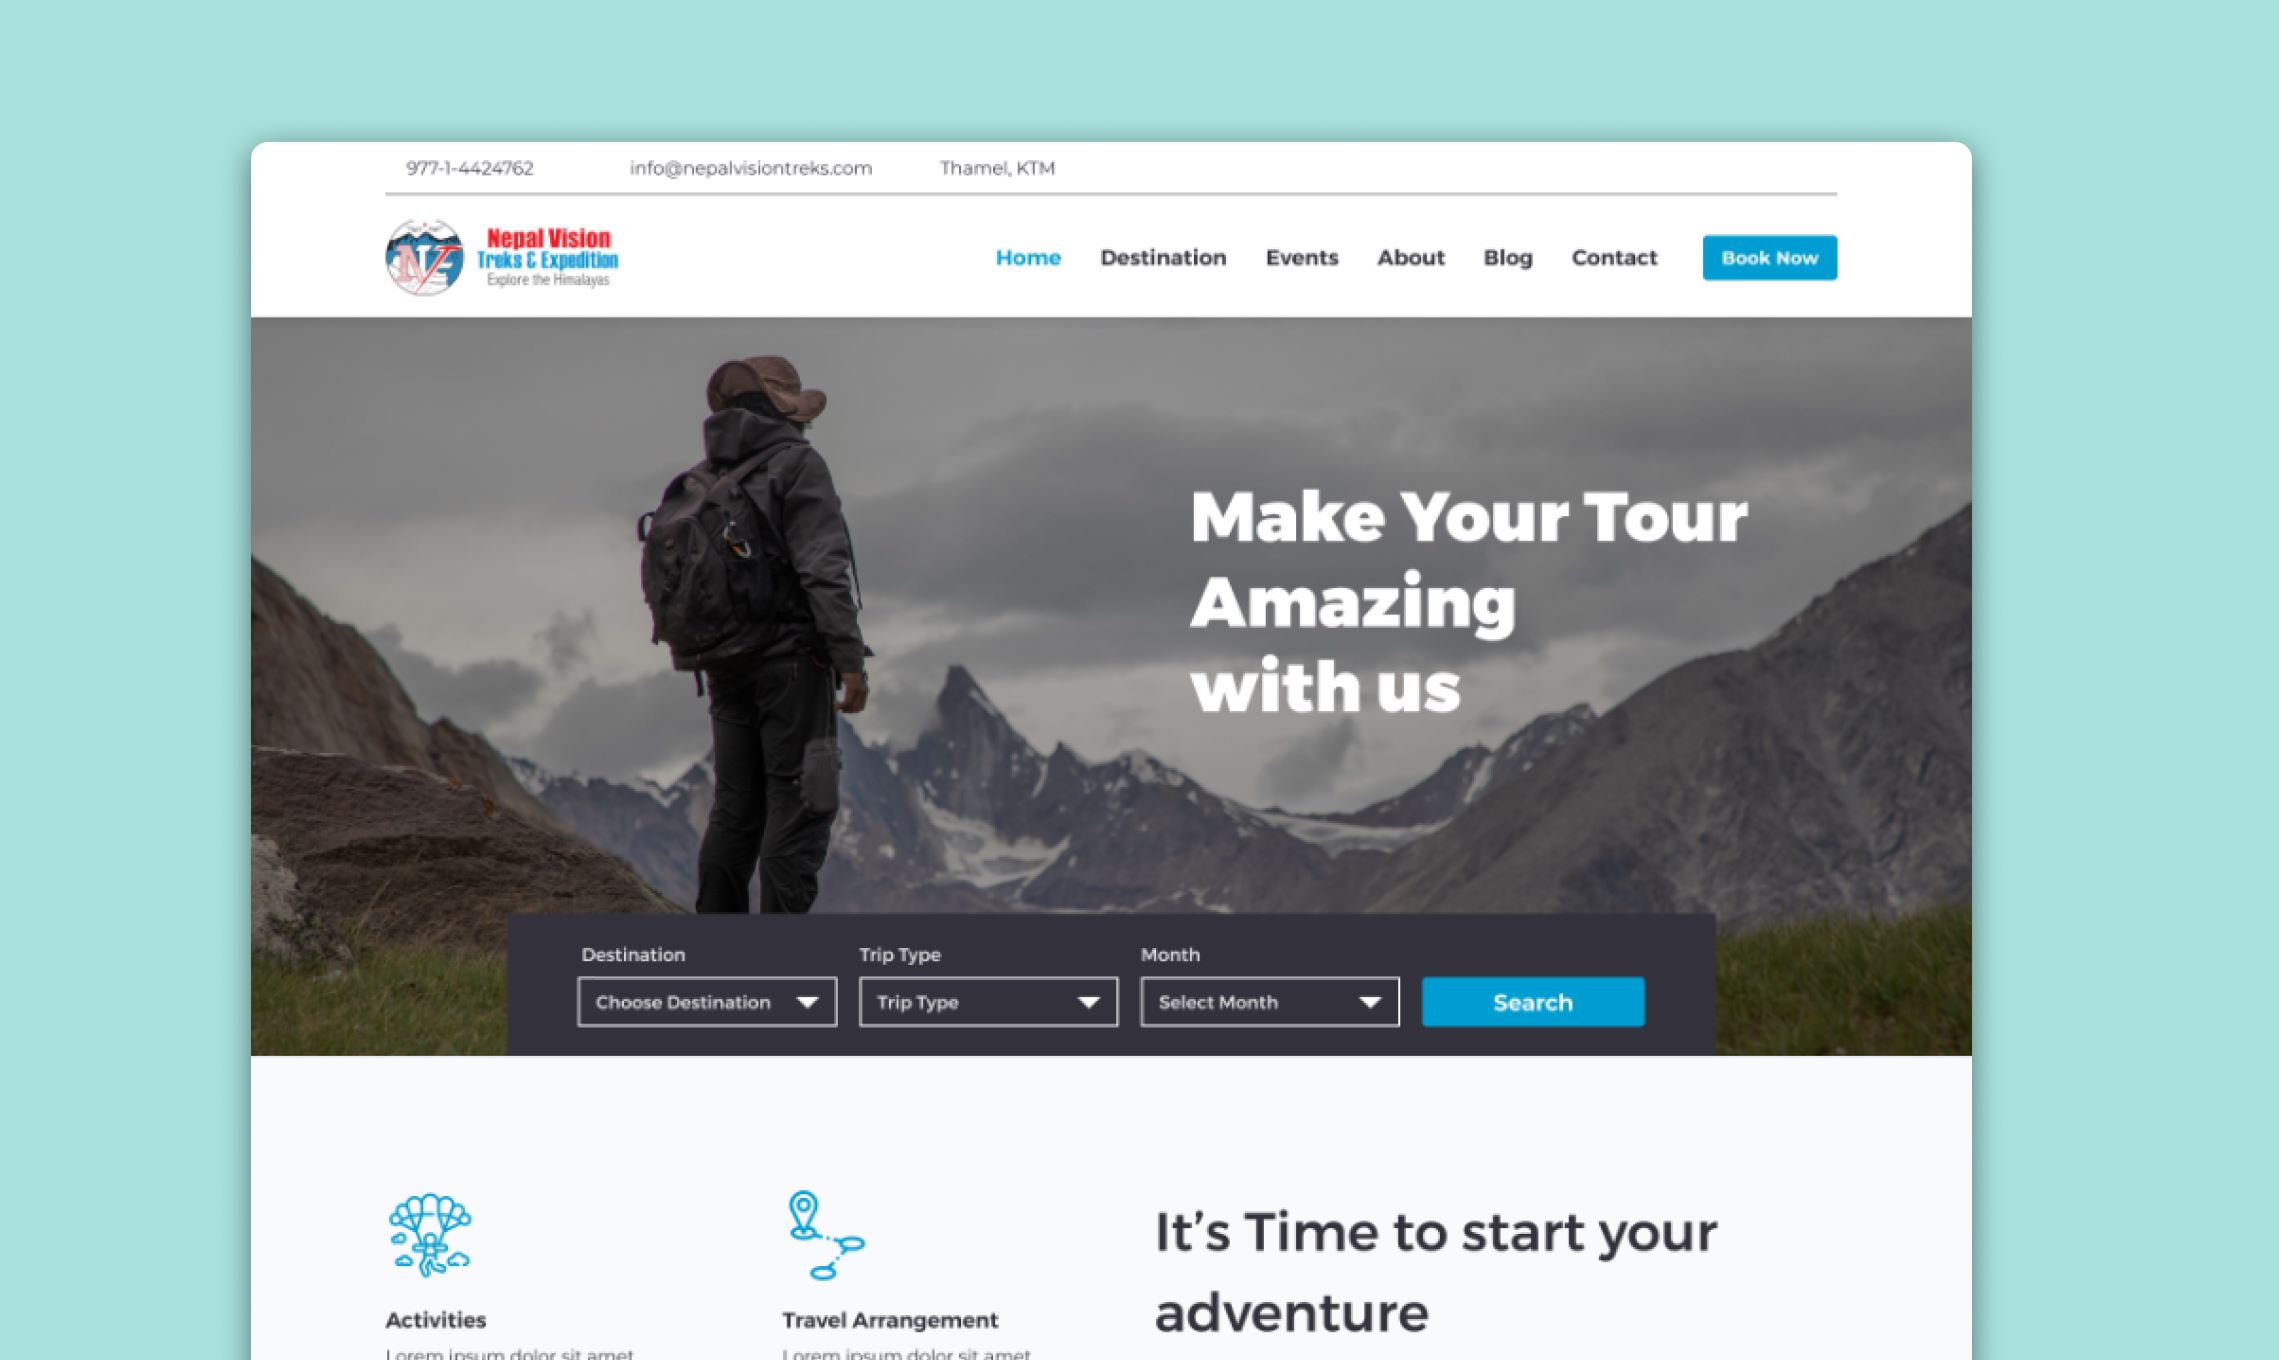 977-1-4424762 info@nepalvisiontreks.com Thamel, KTM
Nepal Vision
Treks & Expedition
Explore the Himalayas
Home Destination Events About Blog Contact Book Now
Make Your Tour
Amazing
with us
Destination Trip Type Month
Choose Destination Trip Type Select Month Search
It's Time to start your
adventure
Activities Travel Arrangement
Lorem ipsum dolor sit amet Lorem ipsum dolor sit amet